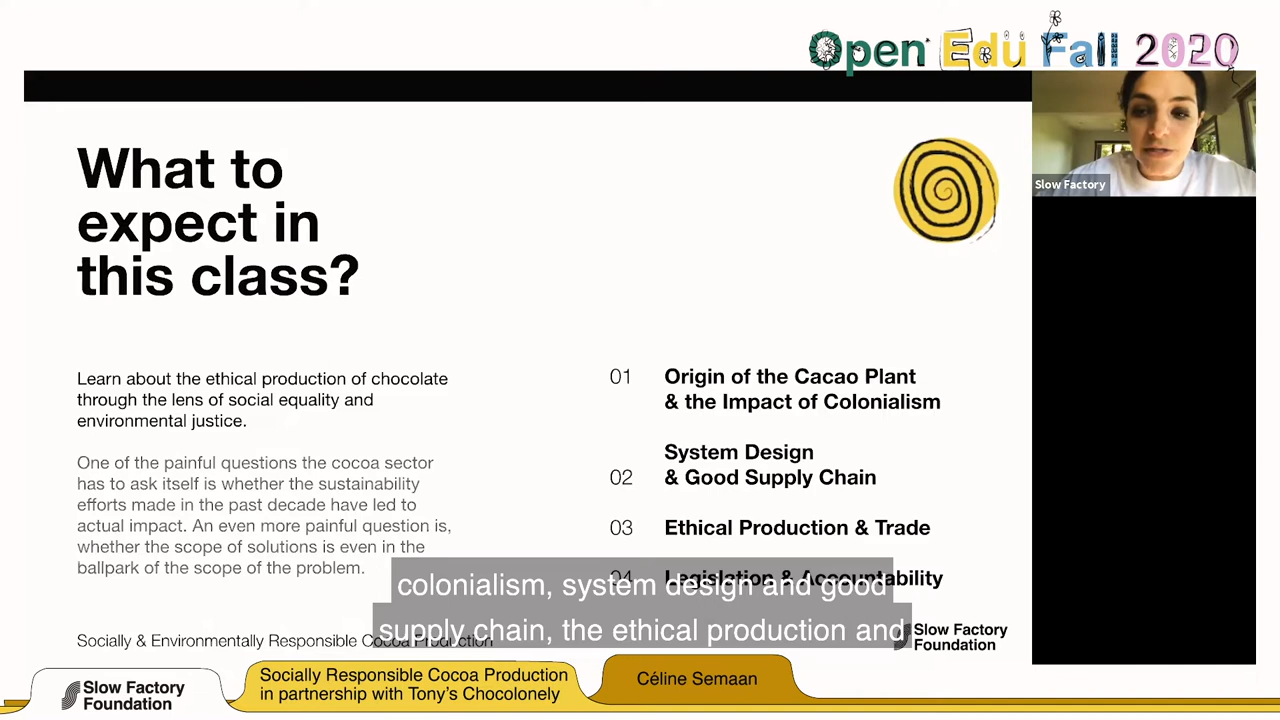 Open Edu Fall 2020
What to
expect in
this class?
Slow Factory
Learn about the ethical production of chocolate
through the lens of social equality and
environmental justice.
One of the painful questions the cocoa sector
has to ask itself is whether the sustainability
efforts made in the past decade have led to
actual impact. An even more painful question is,
whether the scope of solutions is even in the
ballpark of the scope of the problem.
01 Origin of the Cacao Plant
& the Impact of Colonialism
System Design
02 & Good Supply Chain
03 Ethical Production & Trade
04 Legislation & Accountability
colonialism, system design and good
supply chain, the ethical production and
Socially & Environmentally Responsible Cocoa Production
Slow Factory
Foundation
Slow Factory
Foundation
Socially Responsible Cocoa Production
in partnership with Tony's Chocolonely
Céline Semaan